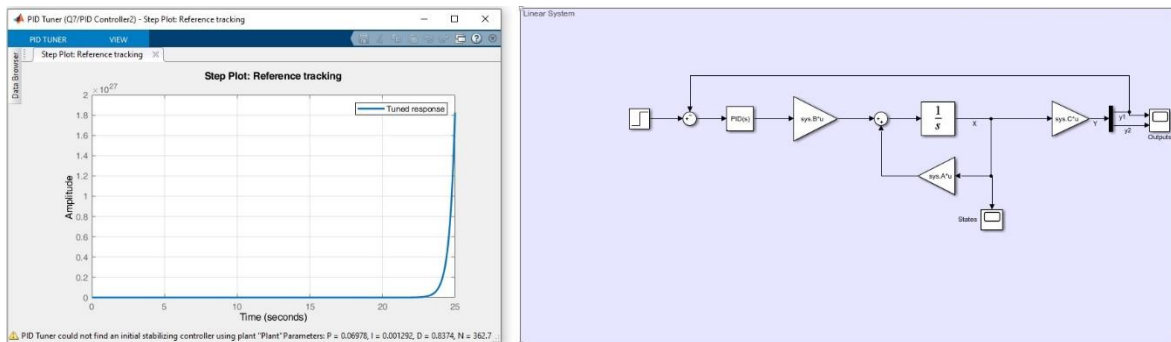 PID Tuner (Q7/PID Controller2) - Step Plot: Reference tracking
PID TUNER VIEW
Step Plot: Reference tracking
Data Browser
Step Plot: Reference tracking
×10^27
Tuned response
2
1.8
1.6
1.4
1.2
1
0.8
0.6
0.4
0.2
0
Amplitude
0 5 10 15 20 25
Time (seconds)
PID Tuner could not find an initial stabilizing controller using plant "Plant" Parameters: P = 0.06978, I = 0.001292, D = 0.8374, N = 362.7
Linear System
PID(s)
sys.B*u
1
s
X
sys.C*u
Y
y1
y2
Outputs
sys.A*u
States